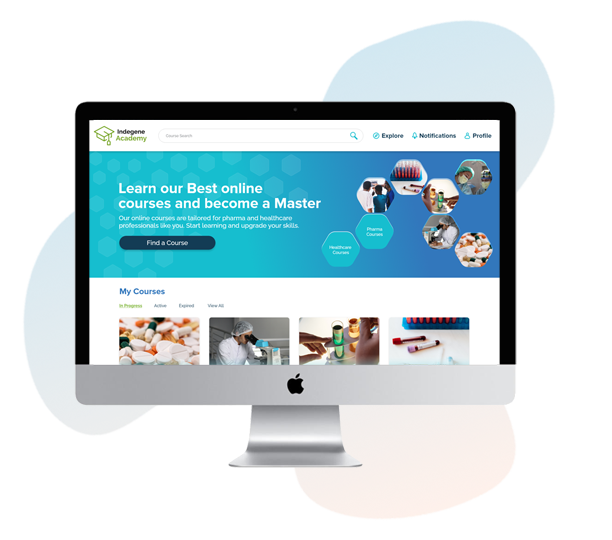 Indegene
Academy
Course Search
Explore
Notifications
Profile
Learn our Best online
courses and become a Master
Our online courses are tailored for pharma and healthcare
professionals like you. Start learning and upgrade your skills.
Find a Course
Pharma
Courses
Healthcare
Courses
My Courses
In Progress
Active
Expired
View All